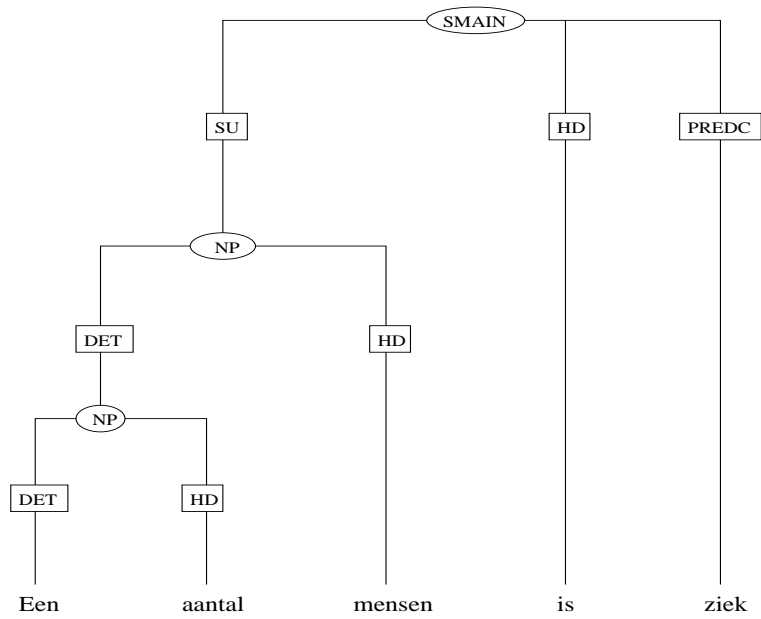 SMAIN
SU HD PREDC
NP
DET HD
NP
DET HD
Een aantal mensen is ziek